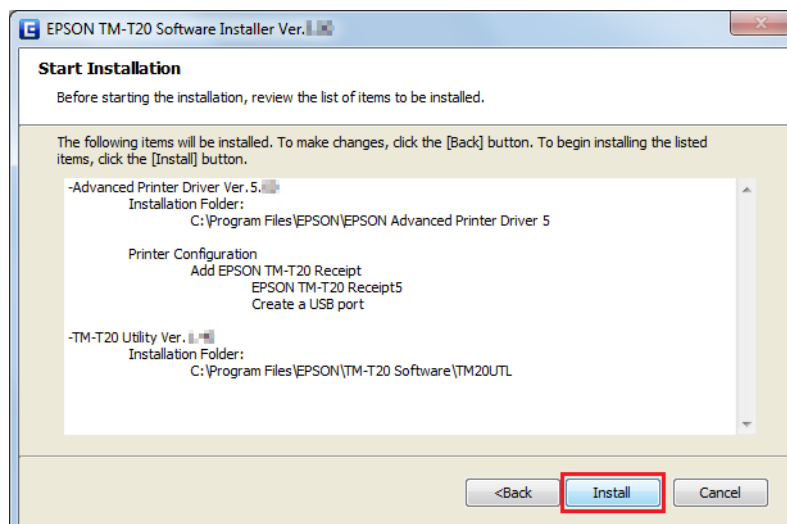 EPSON TM-T20 Software Installer Ver.
Start Installation
Before starting the installation, review the list of items to be installed.
The following items will be installed. To make changes, click the [Back] button. To begin installing the listed
items, click the [Install] button.
-Advanced Printer Driver Ver.5.
Installation Folder:
C:\Program Files\EPSON\EPSON Advanced Printer Driver 5
Printer Configuration
Add EPSON TM-T20 Receipt
EPSON TM-T20 Receipt5
Create a USB port
-TM-T20 Utility Ver.
Installation Folder:
C:\Program Files\EPSON\TM-T20 Software\TM20UTL
<Back Install Cancel